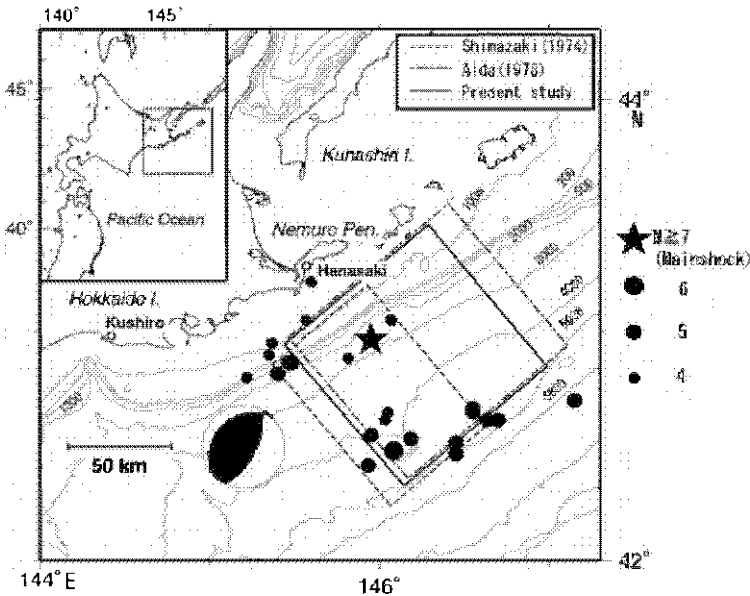 140° 145°
45°
40°
Pacific Ocean
Shimazaki(1974)
Aida(1978)
Present study
44°
N
Kunashiri I.
Nemuro Pen.
Hanasaki
Hokkaido I.
Kushiro
M≧7
(Mainshock)
6
5
4
50 km
42°
144°E
146°